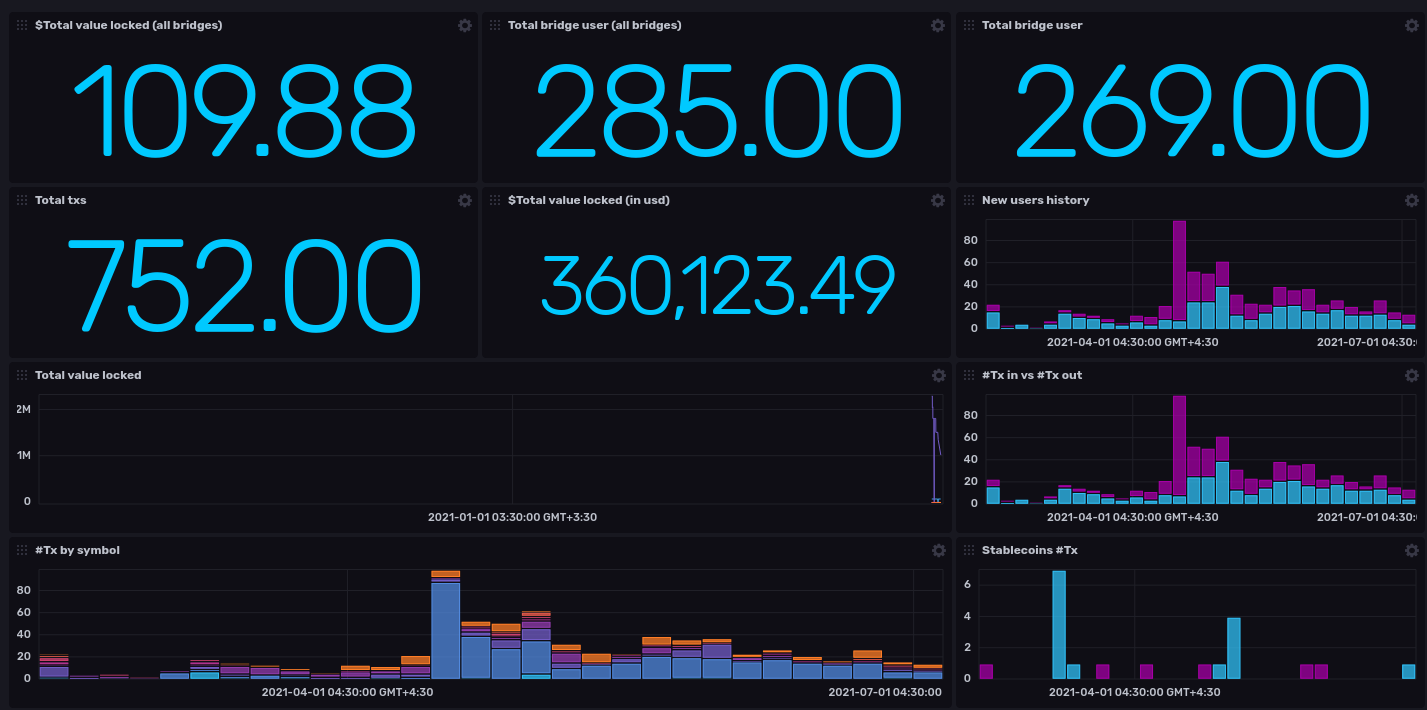 $Total value locked (all bridges)
109.88
Total bridge user (all bridges)
285.00
Total bridge user
269.00
Total txs
752.00
$Total value locked (in usd)
360,123.49
New users history
80
60
40
20
0
2021-04-01 04:30:00 GMT+4:30
2021-07-01 04:30:
Total value locked
2M
1M
0
2021-01-01 03:30:00 GMT+3:30
#Tx in vs #Tx out
80
60
40
20
0
2021-04-01 04:30:00 GMT+4:30
2021-07-01 04:30:
#Tx by symbol
80
60
40
20
0
2021-04-01 04:30:00 GMT+4:30
2021-07-01 04:30:00
Stablecoins #Tx
6
4
2
0
2021-04-01 04:30:00 GMT+4:30